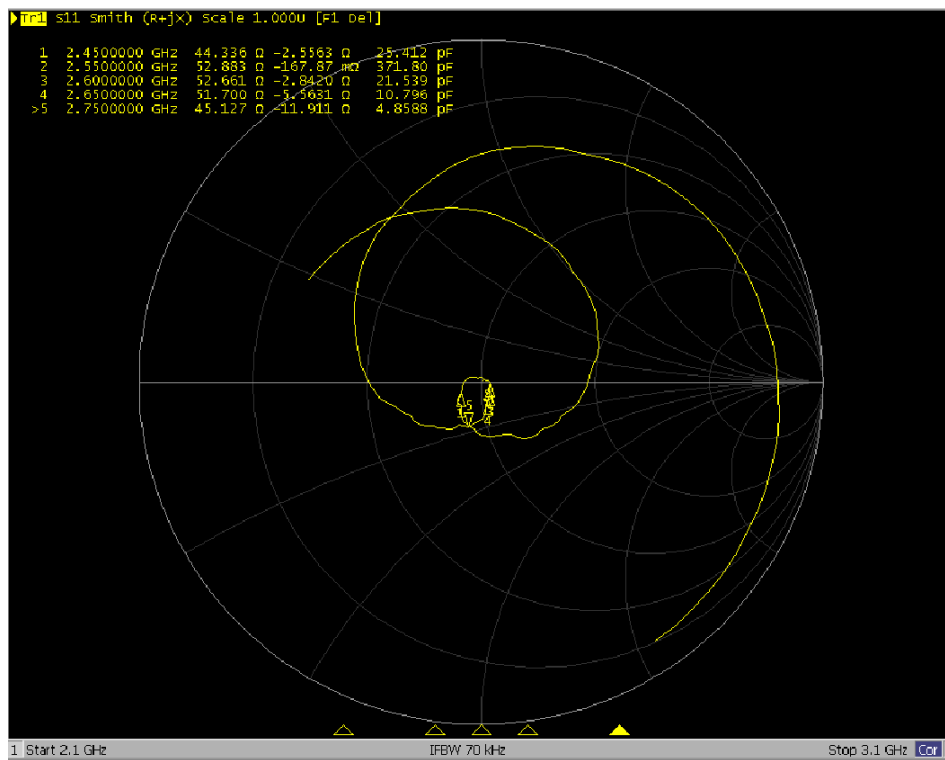 Tr1 S11 Smith (R+jX) Scale 1.000U [F1 Del]
1 2.4500000 GHz 44.336 Ω -2.5563 Ω 25.412 pF
2 2.5500000 GHz 52.883 Ω -167.87 mΩ 371.80 pF
3 2.6000000 GHz 52.661 Ω -2.8420 Ω 21.539 pF
4 2.6500000 GHz 51.700 Ω -5.5631 Ω 10.796 pF
>5 2.7500000 GHz 45.127 Ω -11.911 Ω 4.8588 pF
1 Start 2.1 GHz IFBW 70 kHz Stop 3.1 GHz Cor